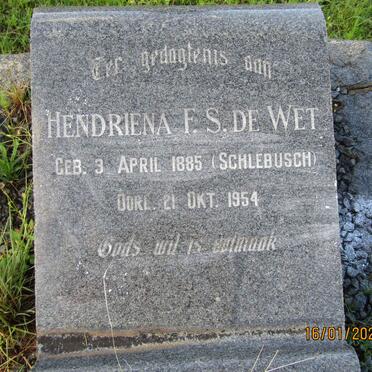 Ter gedagtenis aan
HENDRIENA F. S. DE WET
GEB. 3 APRIL 1885 (SCHLEBUSCH)
OORL. 21 OKT. 1954
Gods wil is volmaak
16/01/20